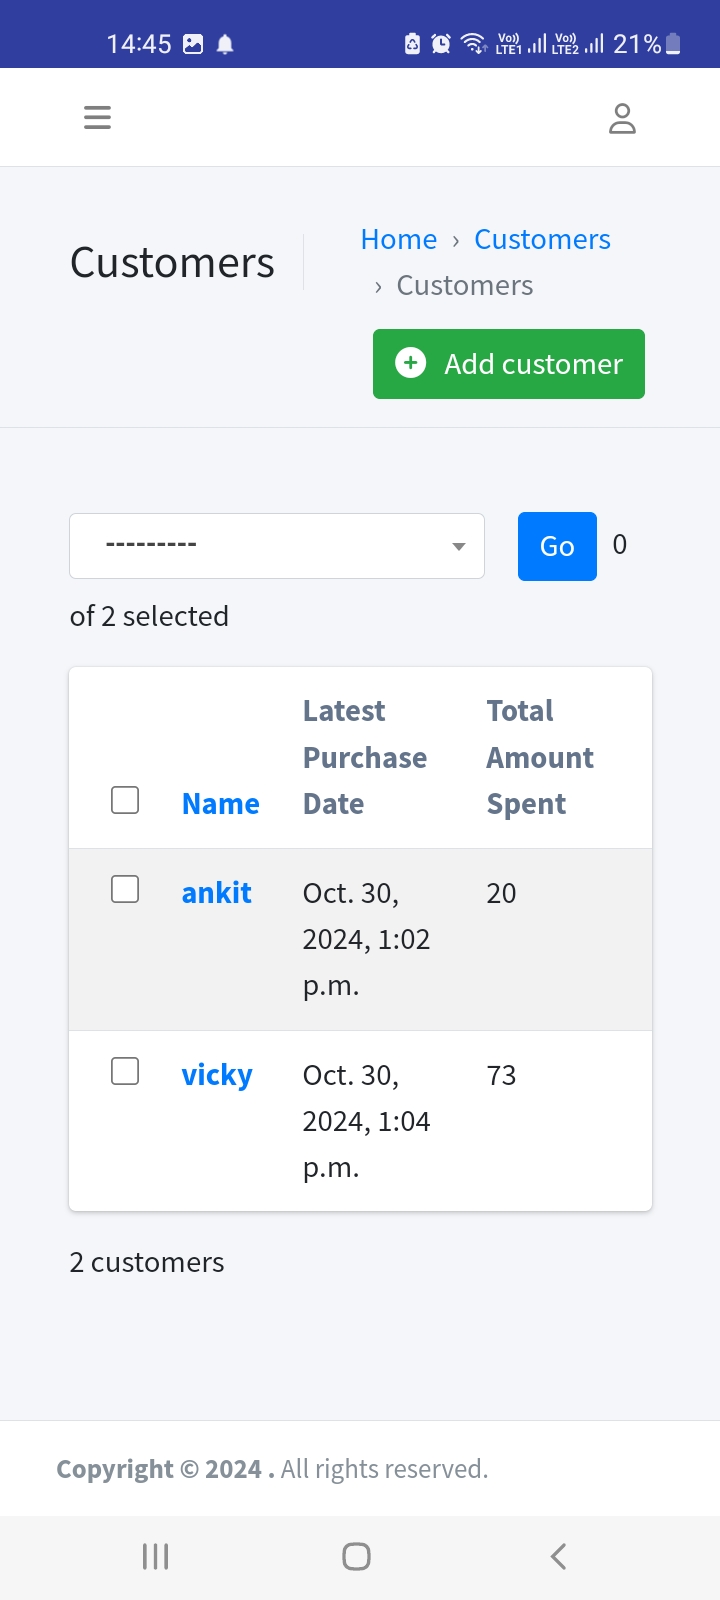 14:45 Vo) LTE1 Vo) LTE2 21%
Customers
Home › Customers
› Customers
Add customer
---------
Go 0
of 2 selected
Name Latest Purchase Date Total Amount Spent
ankit Oct. 30, 2024, 1:02 p.m. 20
vicky Oct. 30, 2024, 1:04 p.m. 73
2 customers
Copyright © 2024 . All rights reserved.